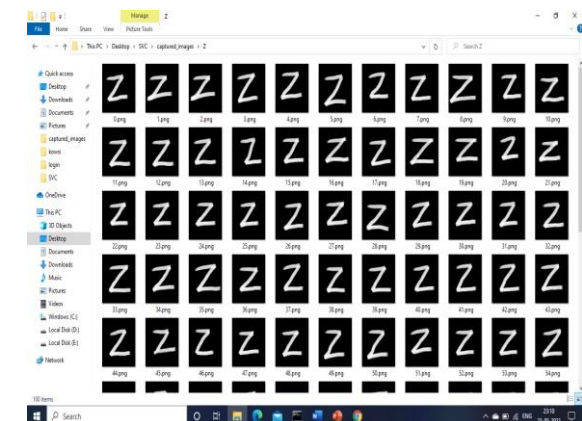 Manage Z
File Home Share View Picture Tools
This PC > Desktop > SVC > captured_images > Z
Search Z
Quick access
Desktop
Downloads
Documents
Pictures
captured_images
login
SVC
OneDrive
This PC
3D Objects
Desktop
Documents
Downloads
Music
Pictures
Videos
Windows (C:)
Local Disk (D:)
Local Disk (E:)
Network
Z Z Z Z Z Z Z Z Z Z Z
0.png 1.png 2.png 3.png 4.png 5.png 6.png 7.png 8.png 9.png 10.png
Z Z Z Z Z Z Z Z Z Z Z
11.png 12.png 13.png 14.png 15.png 16.png 17.png 18.png 19.png 20.png 21.png
Z Z Z Z Z Z Z Z Z Z Z
22.png 23.png 24.png 25.png 26.png 27.png 28.png 29.png 30.png 31.png 32.png
Z Z Z Z Z Z Z Z Z Z Z
33.png 34.png 35.png 36.png 37.png 38.png 39.png 40.png 41.png 42.png 43.png
Z Z Z Z Z Z Z Z Z Z Z
44.png 45.png 46.png 47.png 48.png 49.png 50.png 51.png 52.png 53.png 54.png
100 items
Search
ENG
23:10